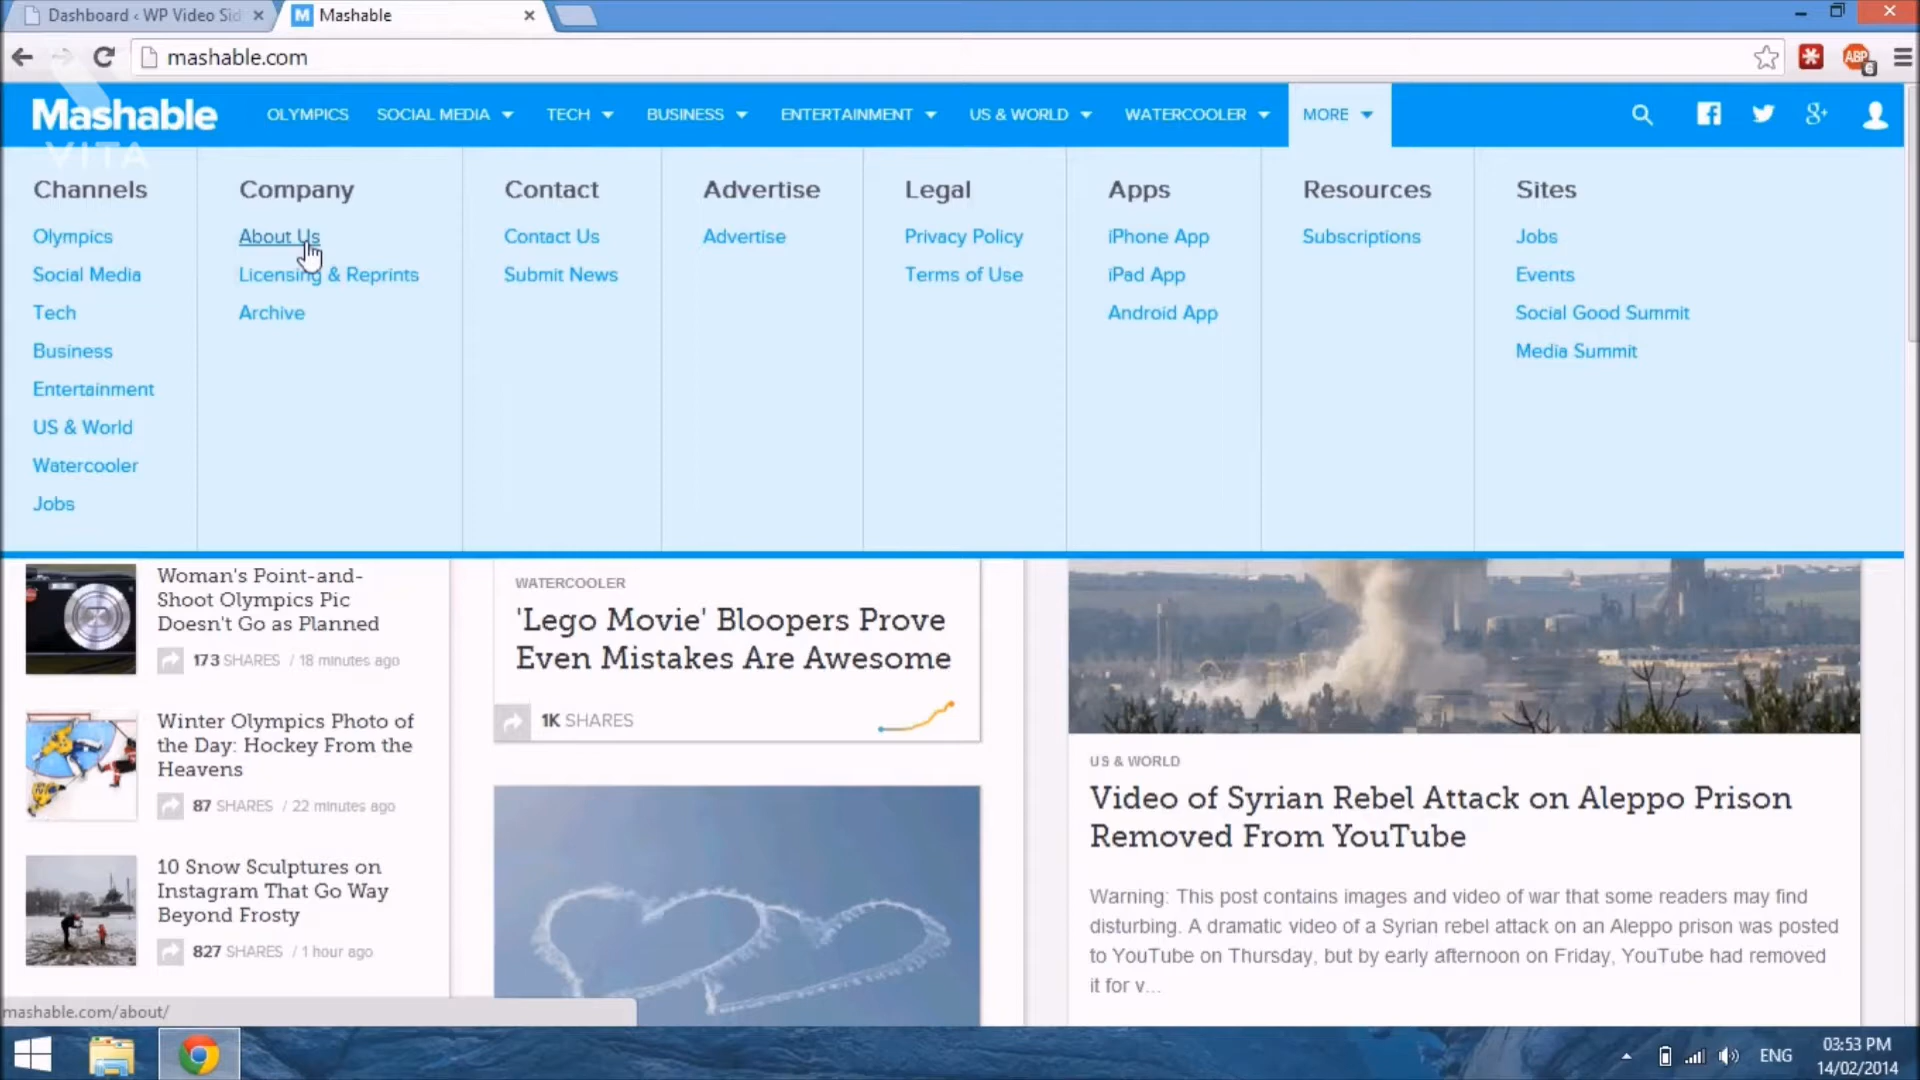 Dashboard ‹ WP Video Sid
Mashable
mashable.com
ABP
6
Mashable
OLYMPICS
SOCIAL MEDIA
TECH
BUSINESS
ENTERTAINMENT
US & WORLD
WATERCOOLER
MORE
VITA
Channels
Olympics
Social Media
Tech
Business
Entertainment
US & World
Watercooler
Jobs
Company
About Us
Licensing & Reprints
Archive
Contact
Contact Us
Submit News
Advertise
Advertise
Legal
Privacy Policy
Terms of Use
Apps
iPhone App
iPad App
Android App
Resources
Subscriptions
Sites
Jobs
Events
Social Good Summit
Media Summit
Woman's Point-and-
Shoot Olympics Pic
Doesn't Go as Planned
173 SHARES / 18 minutes ago
Winter Olympics Photo of
the Day: Hockey From the
Heavens
87 SHARES / 22 minutes ago
10 Snow Sculptures on
Instagram That Go Way
Beyond Frosty
827 SHARES / 1 hour ago
WATERCOOLER
'Lego Movie' Bloopers Prove
Even Mistakes Are Awesome
1K SHARES
US & WORLD
Video of Syrian Rebel Attack on Aleppo Prison
Removed From YouTube
Warning: This post contains images and video of war that some readers may find
disturbing. A dramatic video of a Syrian rebel attack on an Aleppo prison was posted
to YouTube on Thursday, but by early afternoon on Friday, YouTube had removed
it for v...
mashable.com/about/
ENG
03:53 PM
14/02/2014